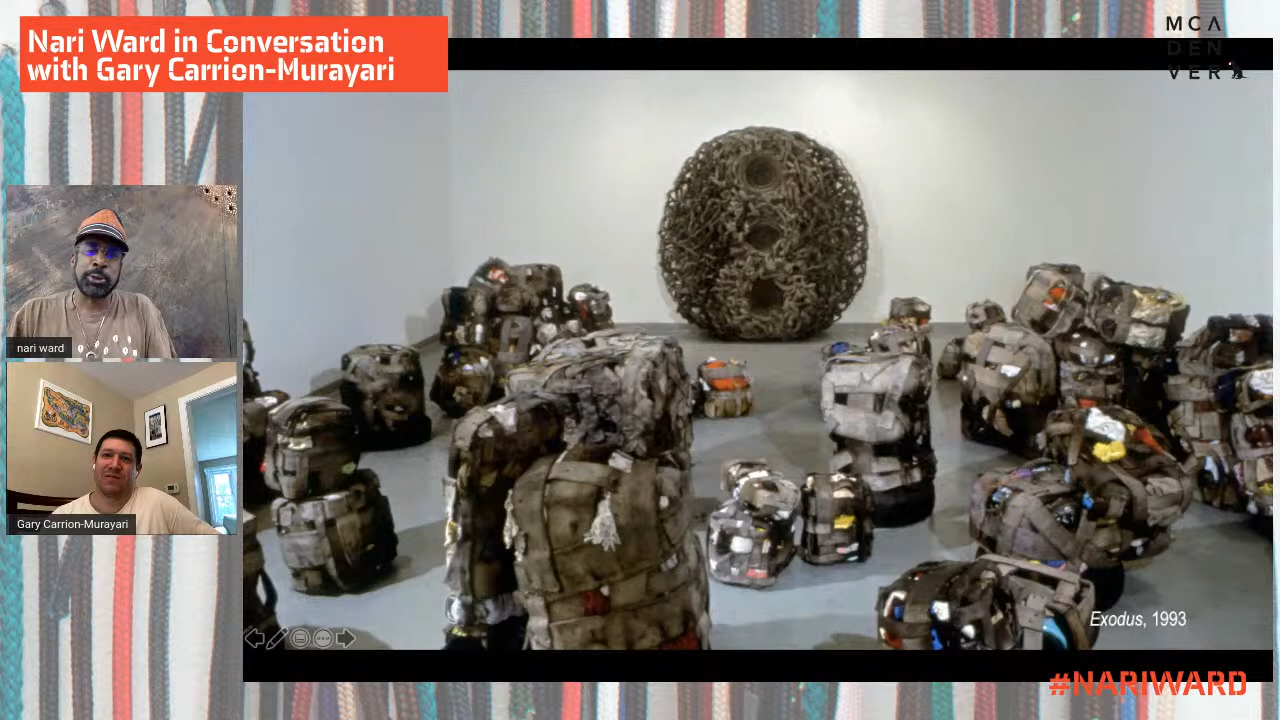 Nari Ward in Conversation
with Gary Carrion-Murayari
MCA
DEN
VER
nari ward
Gary Carrion-Murayari
Exodus, 1993
#NARIWARD